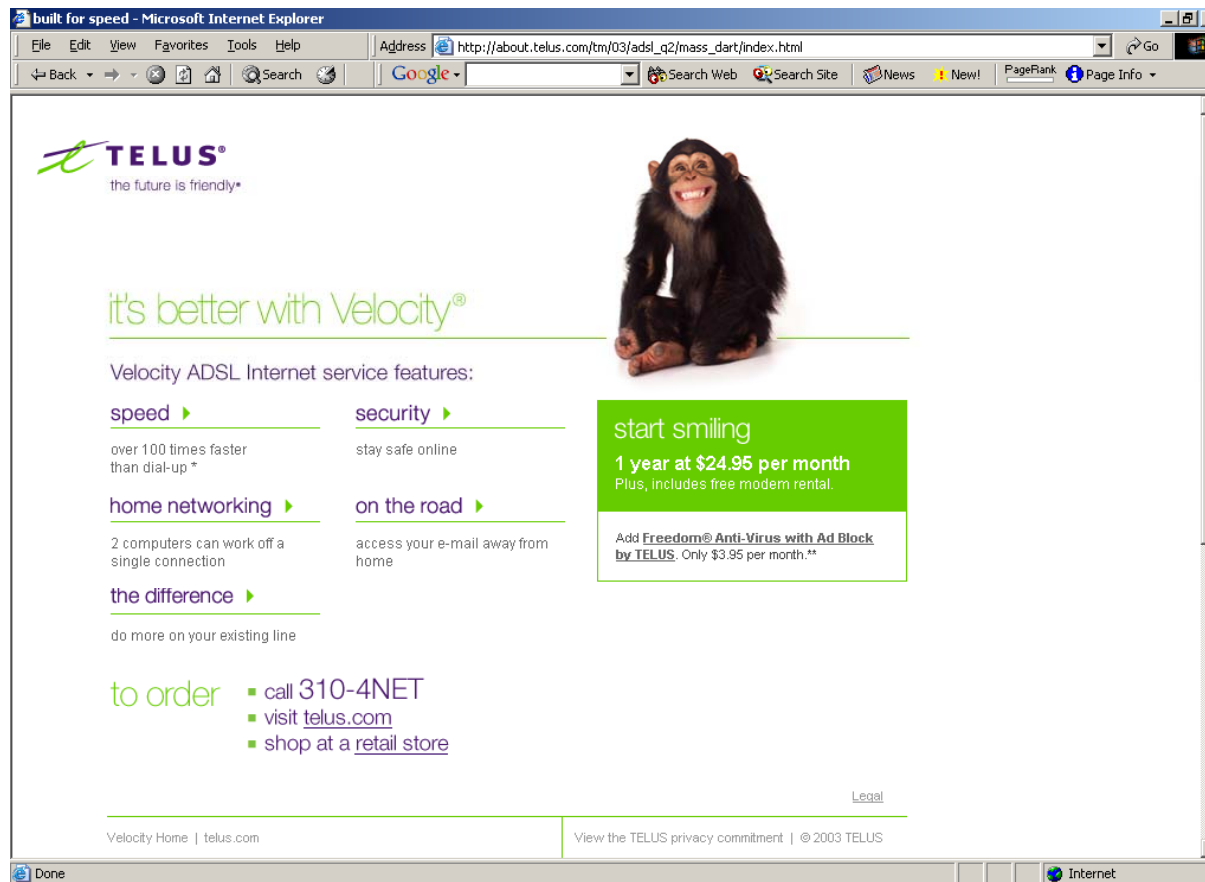 built for speed - Microsoft Internet Explorer
File Edit View Favorites Tools Help
Address http://about.telus.com/tm/03/adsl_q2/mass_dart/index.html Go
Back Search Google Search Web Search Site News New! PageRank Page Info
TELUS®
the future is friendly•
it's better with Velocity®
Velocity ADSL Internet service features:
speed
over 100 times faster
than dial-up *
security
stay safe online
home networking
2 computers can work off a
single connection
on the road
access your e-mail away from
home
the difference
do more on your existing line
start smiling
1 year at $24.95 per month
Plus, includes free modem rental.
Add Freedom® Anti-Virus with Ad Block
by TELUS. Only $3.95 per month.**
to order
call 310-4NET
visit telus.com
shop at a retail store
Legal
Velocity Home | telus.com
View the TELUS privacy commitment | © 2003 TELUS
Done
Internet